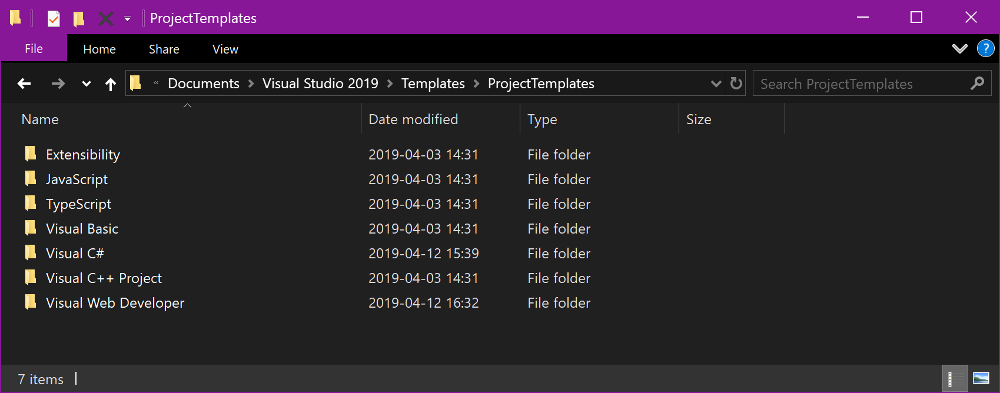 ProjectTemplates
File Home Share View ?
« Documents > Visual Studio 2019 > Templates > ProjectTemplates Search ProjectTemplates
Name Date modified Type Size
Extensibility 2019-04-03 14:31 File folder
JavaScript 2019-04-03 14:31 File folder
TypeScript 2019-04-03 14:31 File folder
Visual Basic 2019-04-03 14:31 File folder
Visual C# 2019-04-12 15:39 File folder
Visual C++ Project 2019-04-03 14:31 File folder
Visual Web Developer 2019-04-12 16:32 File folder
7 items